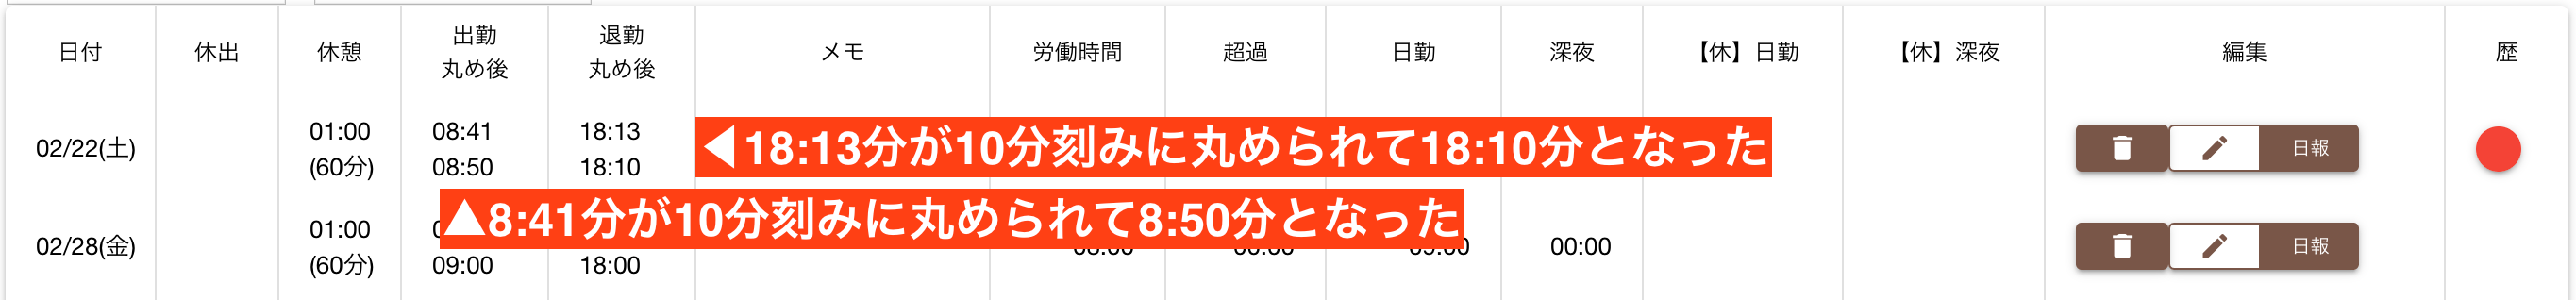 日付 休出 休憩 出勤 丸め後 退勤 丸め後 メモ 労働時間 超過 日勤 深夜 【休】日勤 【休】深夜 編集 歴
02/22(土) 01:00 (60分) 08:41 08:50 18:13 18:10 ◀18:13分が10分刻みに丸められて18:10分となった 日報
▲8:41分が10分刻みに丸められて8:50分となった
02/28(金) 01:00 (60分) 09:00 18:00 00:00 日報